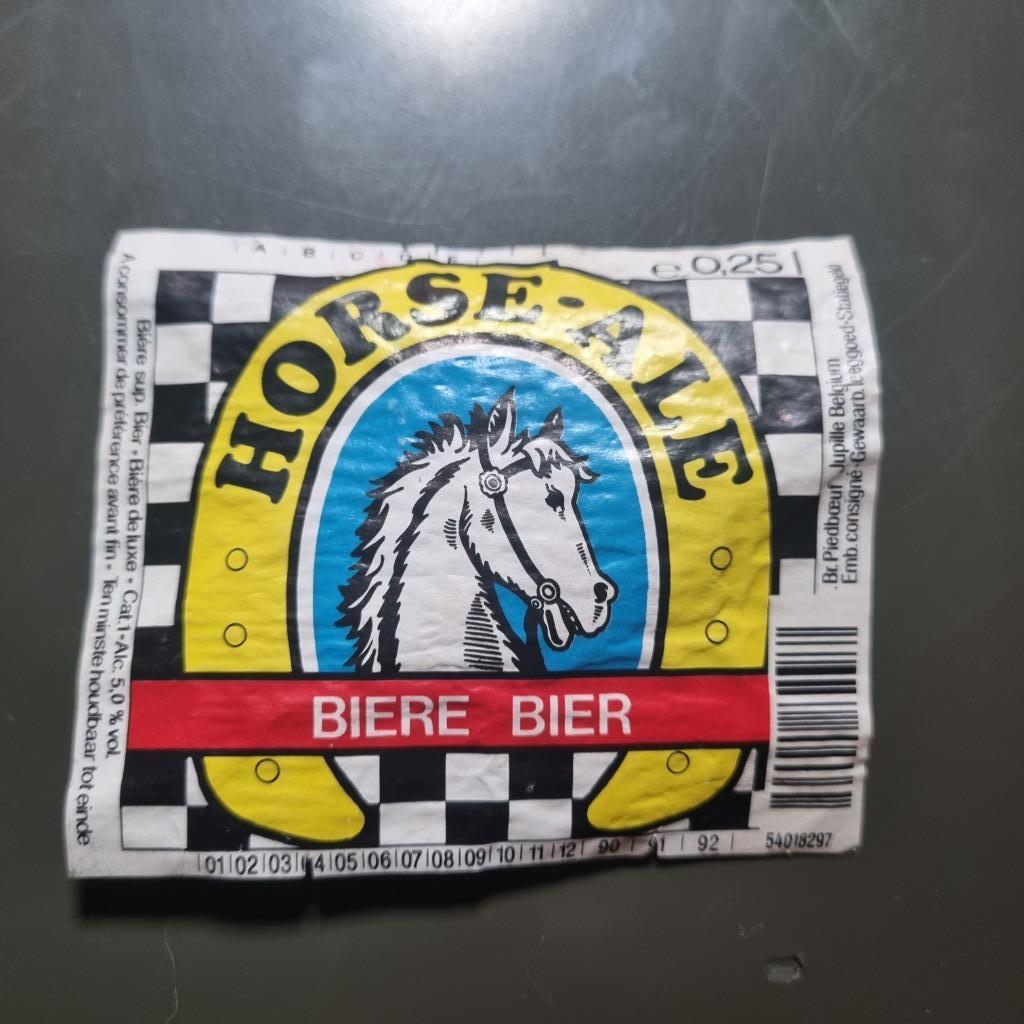 A B C D E
e 0,25 l
HORSE·ALE
BIERE BIER
Bière sup. Bier • Bière de luxe • Cat.1 • Alc. 5,0 % vol.
A consommer de préférence avant fin • Ten minste houdbaar tot einde
Br. Piedbœuf Jupille Belgium
Emb. consigné·Gewaarb. leeggoed·Statiegeld
54018297
01|02|03|04|05|06|07|08|09|10|11|12| 90 | 91 | 92 |